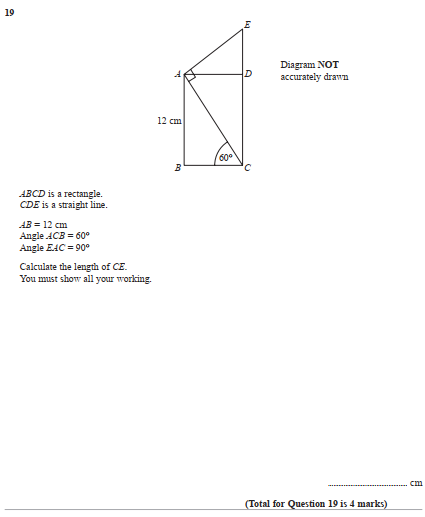 19
E
Diagram NOT
accurately drawn
A
D
12 cm
60°
B
C
ABCD is a rectangle.
CDE is a straight line.
AB = 12 cm
Angle ACB = 60°
Angle EAC = 90°
Calculate the length of CE.
You must show all your working.
.......................................... cm
(Total for Question 19 is 4 marks)